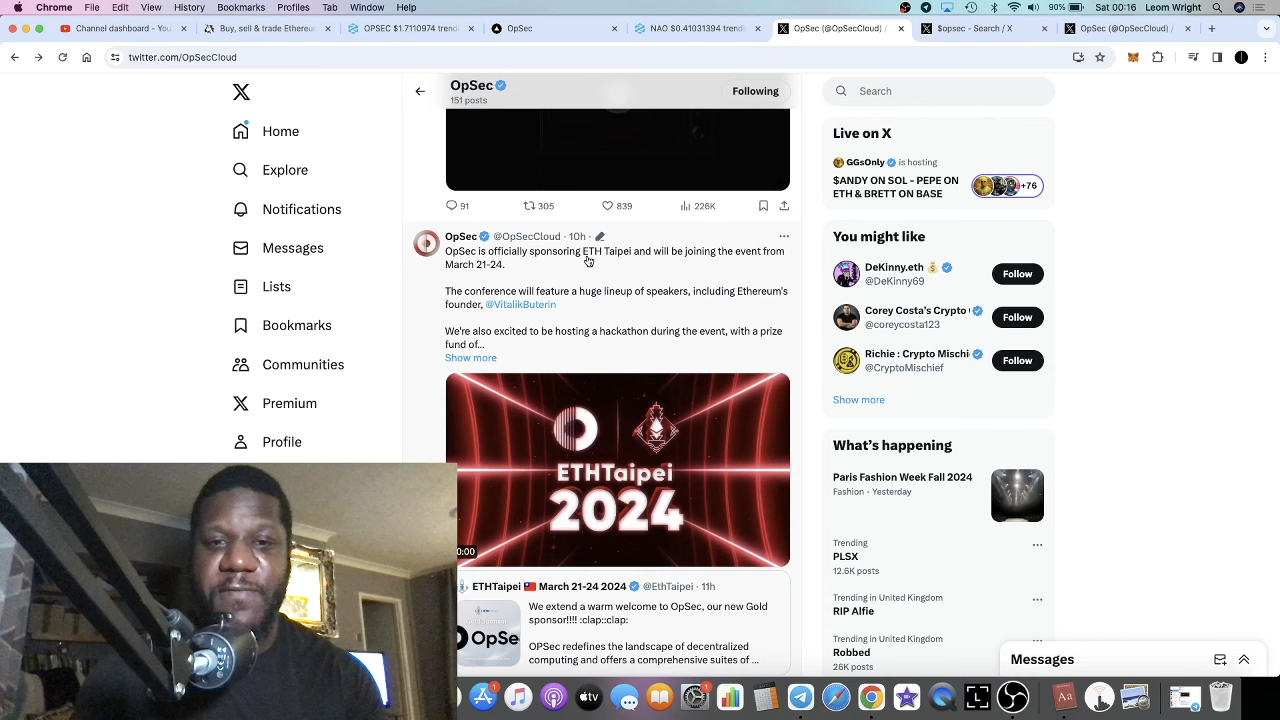 Chrome File Edit View History Bookmarks Profiles Tab Window Help
99% Sat 00:16 Leom Wright
Channel dashboard - You
Buy, sell & trade Ethereu
OPSEC $1.7110974 trendi
OpSec
NAO $0.41031394 trendi
OpSec (@OpSecCloud) /
$opsec - Search / X
OpSec (@OpSecCloud) /
twitter.com/OpSecCloud
Home
Explore
Notifications
Messages
Lists
Bookmarks
Communities
Premium
Profile
OpSec
151 posts
Following
91 305 839 226K
OpSec @OpSecCloud · 10h ·
OpSec is officially sponsoring ETH Taipei and will be joining the event from
March 21-24.
The conference will feature a huge lineup of speakers, including Ethereum's
founder, @VitalikButerin
We're also excited to be hosting a hackathon during the event, with a prize
fund of...
Show more
ETHTaipei
2024
0:00
ETHTaipei 🇹🇼 March 21-24 2024 @EthTaipei · 11h
We extend a warm welcome to OpSec, our new Gold
sponsor!!!! :clap::clap:
OPSec redefines the landscape of decentralized
computing and offers a comprehensive suites of ...
OpSec
Search
Live on X
GGsOnly is hosting
$ANDY ON SOL - PEPE ON
ETH & BRETT ON BASE
+76
You might like
DeKinny.eth 💰
@DeKinny69
Follow
Corey Costa's Crypto
@coreycosta123
Follow
Richie : Crypto Mischi
@CryptoMischief
Follow
Show more
What's happening
Paris Fashion Week Fall 2024
Fashion · Yesterday
Trending
PLSX
12.6K posts
Trending in United Kingdom
RIP Alfie
Trending in United Kingdom
Robbed
26K posts
Messages